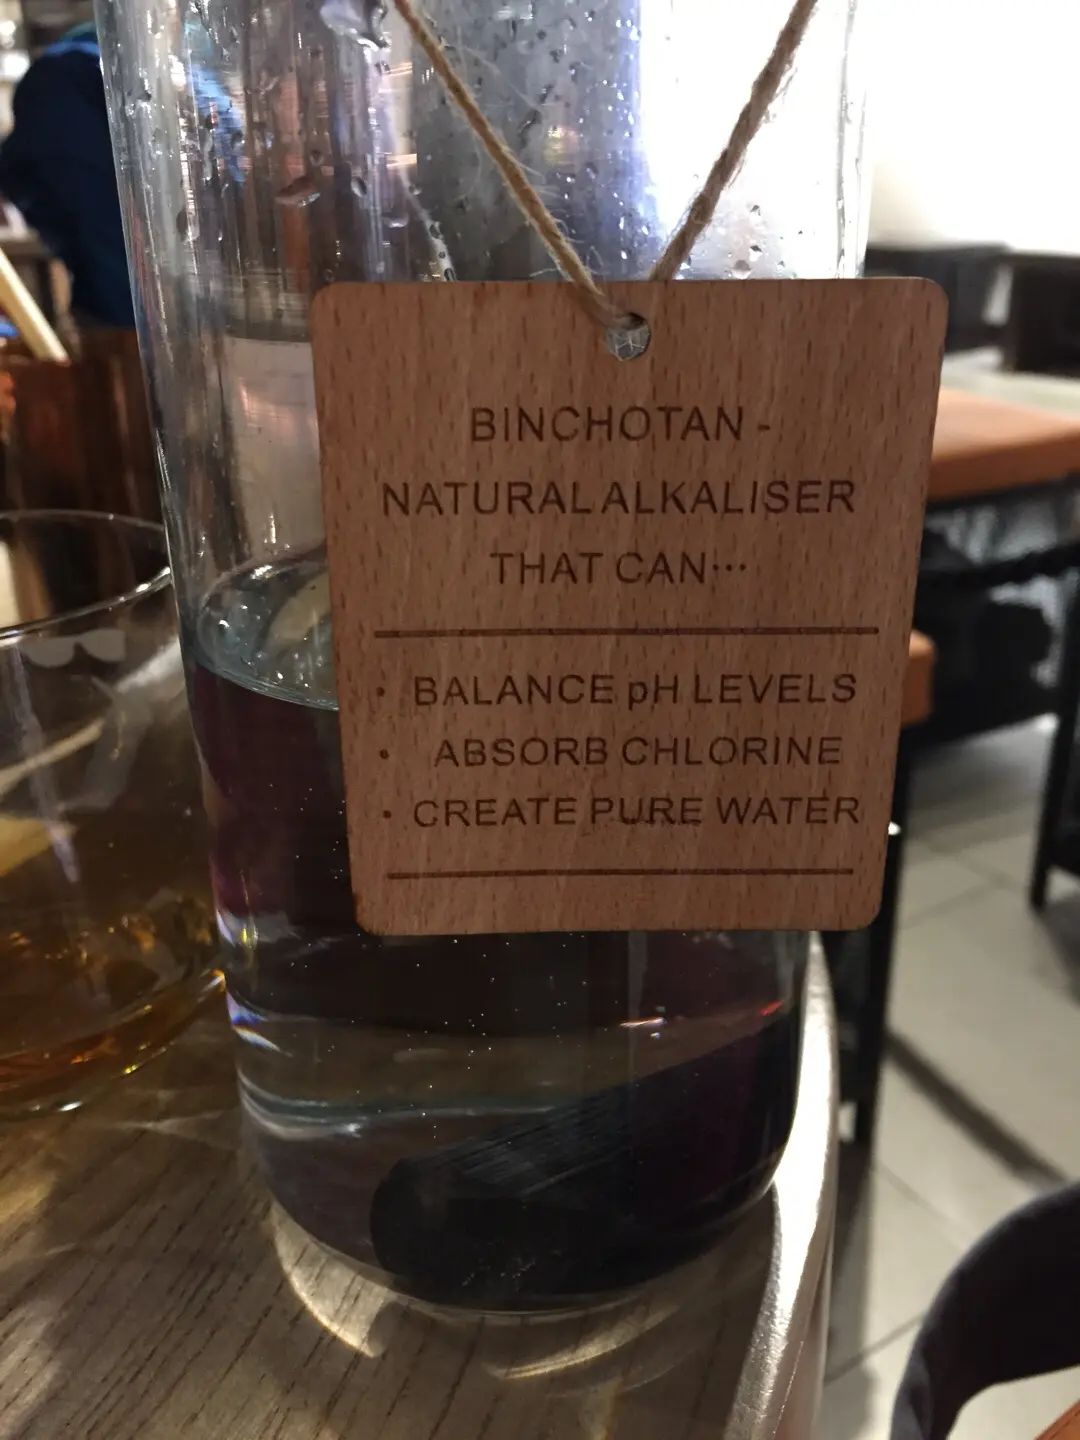 BINCHOTAN -
NATURAL ALKALISER
THAT CAN...
• BALANCE pH LEVELS
• ABSORB CHLORINE
• CREATE PURE WATER